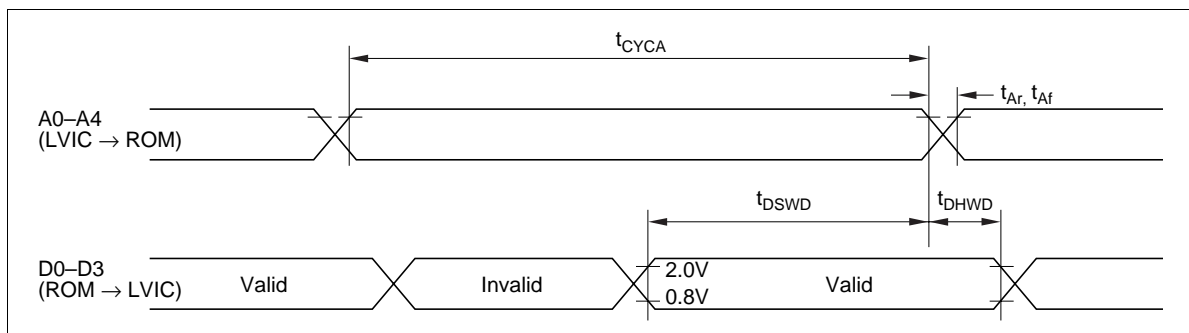 tCYCA
tAr, tAf
A0–A4
(LVIC → ROM)
tDSWD
tDHWD
D0–D3
(ROM → LVIC)
Valid
Invalid
2.0V
0.8V
Valid